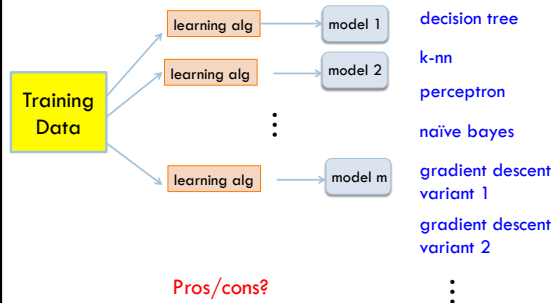 learning alg
model 1
decision tree
learning alg
model 2
k-nn
Training
Data
perceptron
naïve bayes
learning alg
model m
gradient descent
variant 1
gradient descent
variant 2
Pros/cons?